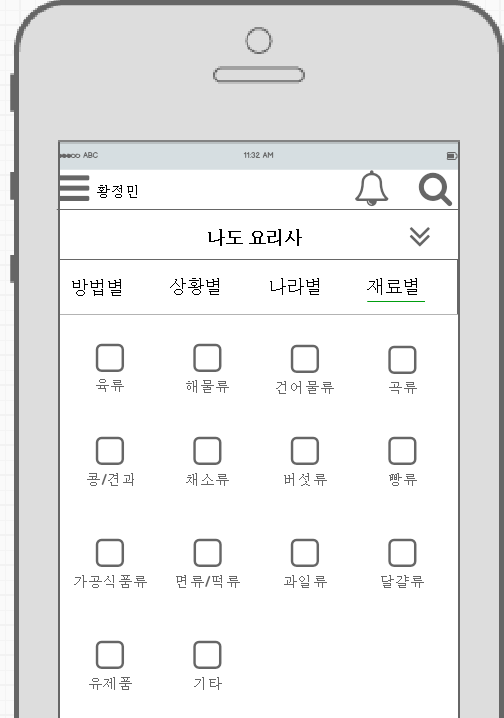 ABC 11:32 AM
황정민
나도 요리사
방법별 상황별 나라별 재료별
육류 해물류 건어물류 곡류
콩/견과 채소류 버섯류 빵류
가공식품류 면류/떡류 과일류 달걀류
유제품 기타